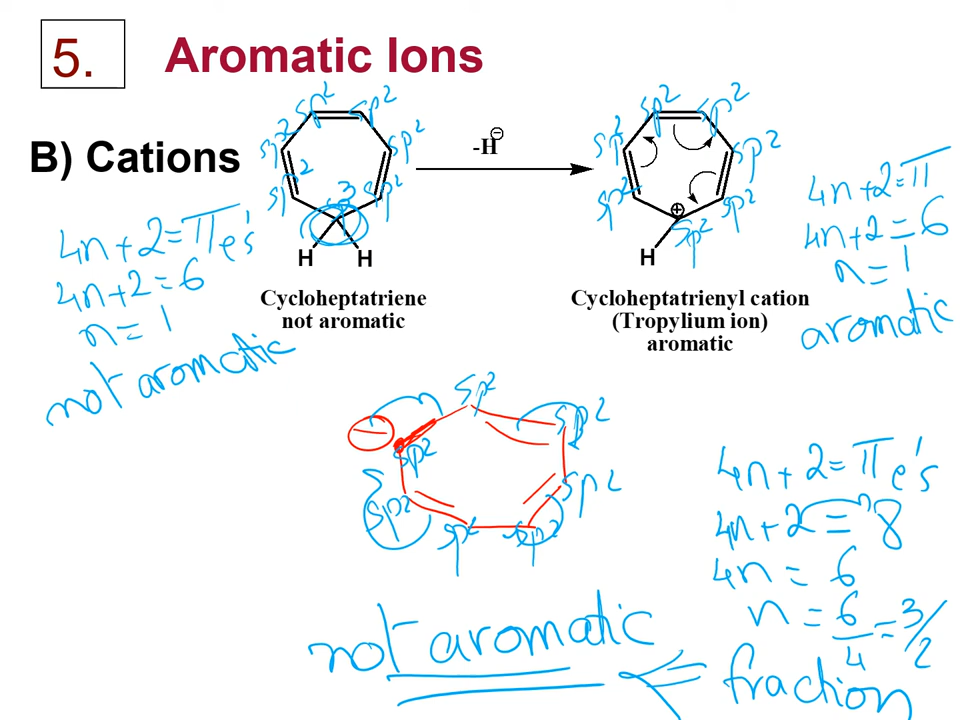 5.
Aromatic Ions
B) Cations
sp2 sp2
sp2 sp2
sp2 sp2
sp3
H H
Cycloheptatriene
not aromatic
4n+2=πe's
4n+2=6
n=1
not aromatic
-H⊖
sp2 sp2
sp2 sp2
sp2 sp2
⊕
sp2
H
Cycloheptatrienyl cation
(Tropylium ion)
aromatic
4n+2=π
4n+2=6
n=1
aromatic
sp2
− sp2
sp2
sp2 sp2
sp2 sp2
4n+2=πe's
4n+2=8
4n=6
n=6/4=3/2
fraction
not aromatic